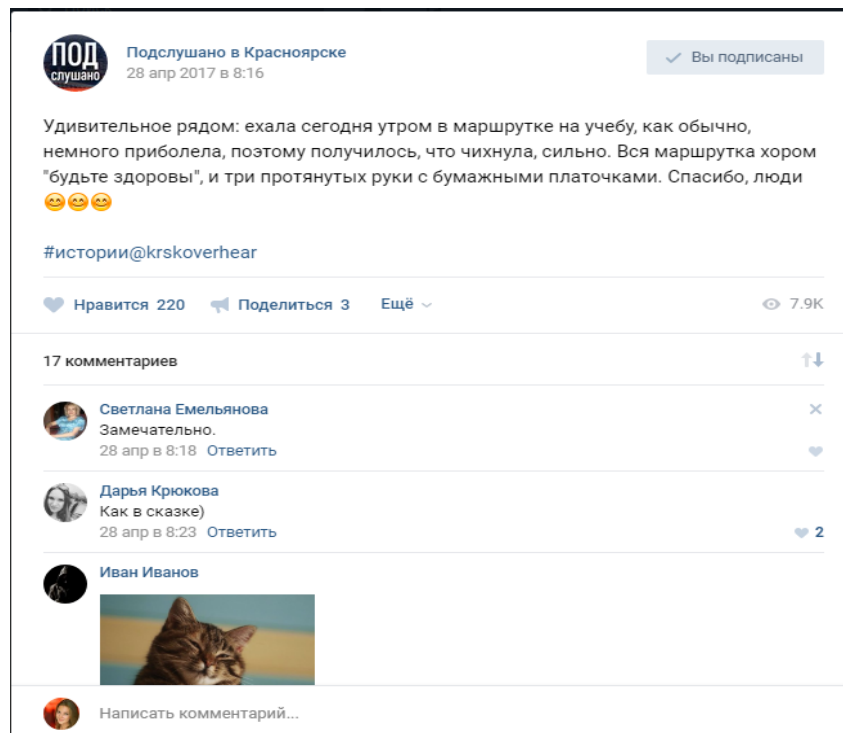 ПОД
слушано
Подслушано в Красноярске
28 апр 2017 в 8:16
Вы подписаны
Удивительное рядом: ехала сегодня утром в маршрутке на учебу, как обычно,
немного приболела, поэтому получилось, что чихнула, сильно. Вся маршрутка хором
"будьте здоровы", и три протянутых руки с бумажными платочками. Спасибо, люди
😊😊😊
#истории@krskoverhear
Нравится 220 Поделиться 3 Ещё 7.9K
17 комментариев
Светлана Емельянова
Замечательно.
28 апр в 8:18 Ответить
Дарья Крюкова
Как в сказке)
28 апр в 8:23 Ответить 2
Иван Иванов
Написать комментарий...